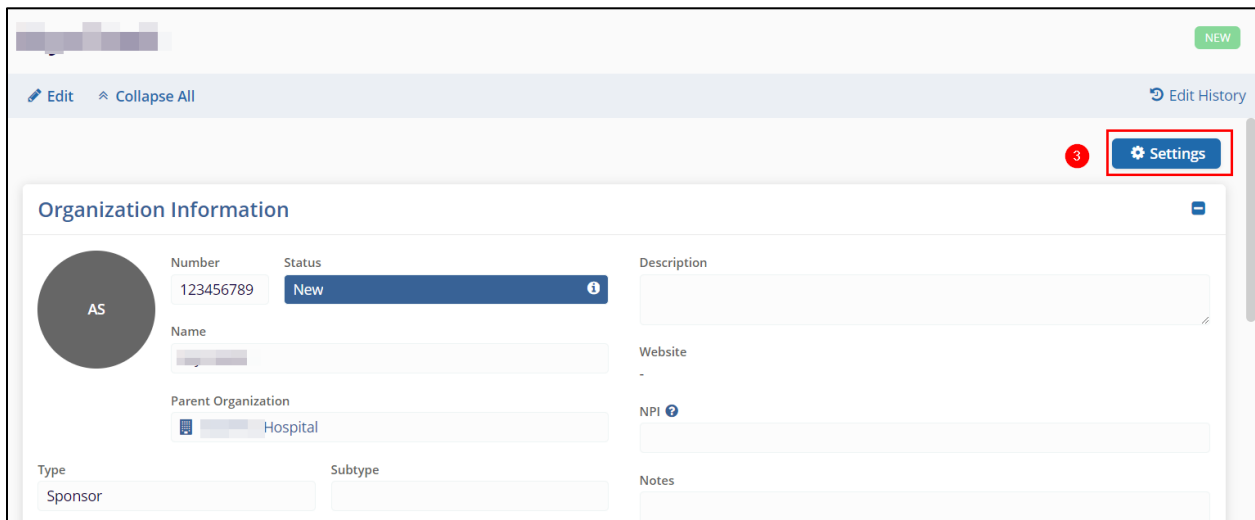 NEW
Edit Collapse All Edit History
3 Settings
Organization Information
AS
Number Status Description
123456789 New
Name
Website
-
Parent Organization
NPI
Hospital
Type Subtype Notes
Sponsor